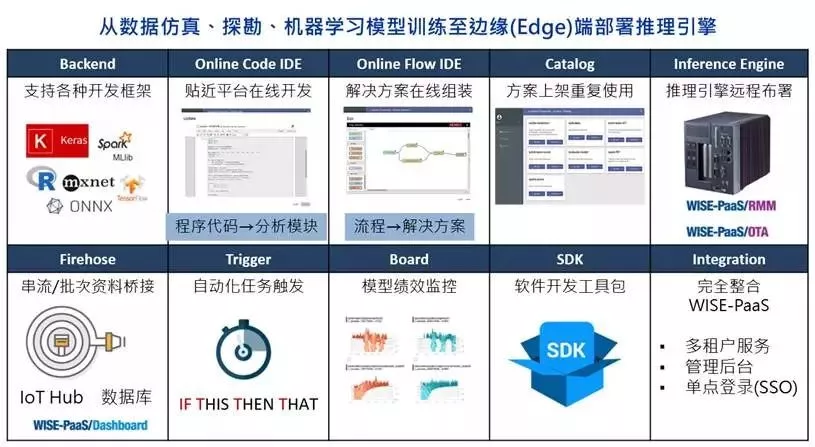 从数据仿真、探勘、机器学习模型训练至边缘(Edge)端部署推理引擎
Backend
支持各种开发框架
K Keras
Spark
MLlib
R
mxnet
TensorFlow
ONNX
Online Code IDE
贴近平台在线开发
程序代码→分析模块
Online Flow IDE
解决方案在线组装
流程→解决方案
Catalog
方案上架重复使用
Inference Engine
推理引擎远程布署
WISE-PaaS/RMM
WISE-PaaS/OTA
Firehose
串流/批次资料桥接
IoT Hub 数据库
WISE-PaaS/Dashboard
Trigger
自动化任务触发
IF THIS THEN THAT
Board
模型绩效监控
SDK
软件开发工具包
SDK
Integration
完全整合
WISE-PaaS
▪ 多租户服务
▪ 管理后台
▪ 单点登录(SSO)